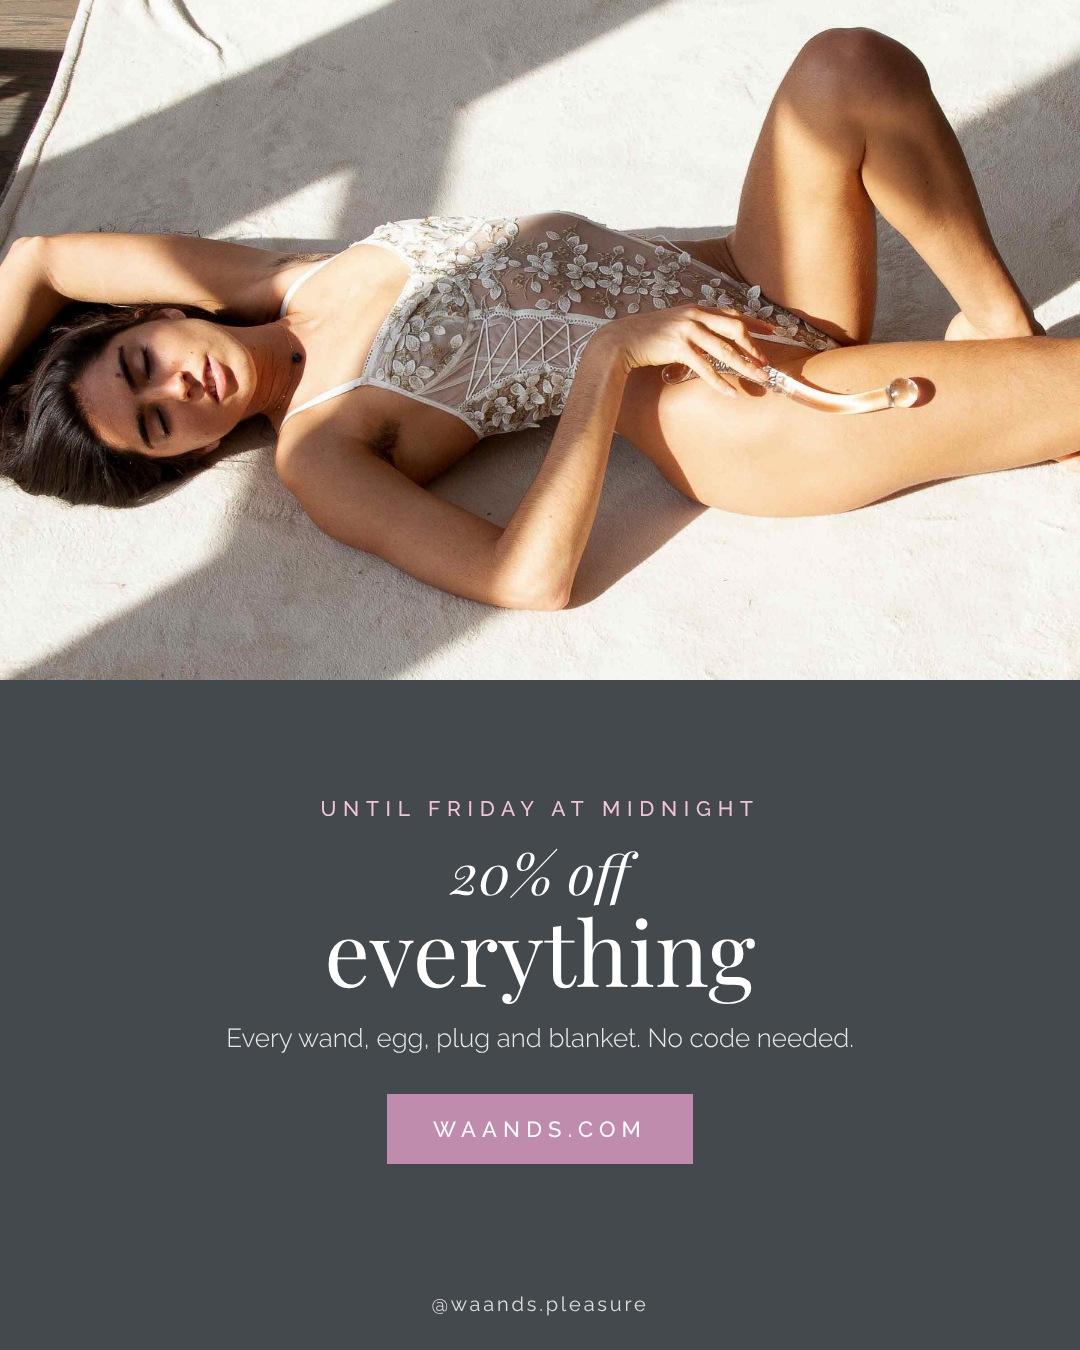 UNTIL FRIDAY AT MIDNIGHT
20% off
everything
Every wand, egg, plug and blanket. No code needed.
WAANDS.COM
@waands.pleasure